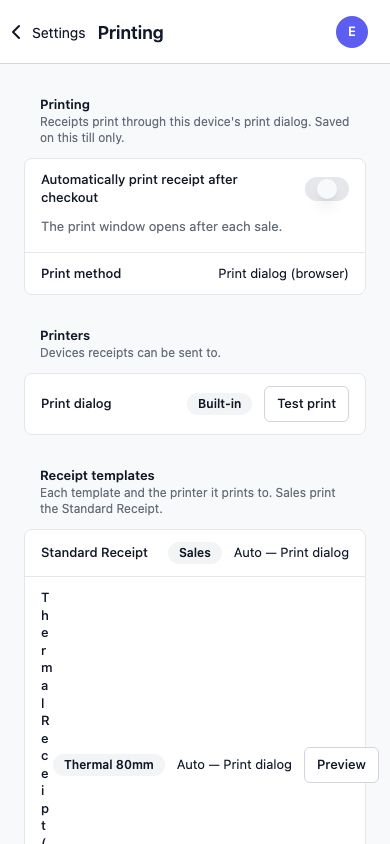 Settings Printing E
Printing
Receipts print through this device's print dialog. Saved
on this till only.
Automatically print receipt after
checkout
The print window opens after each sale.
Print method Print dialog (browser)
Printers
Devices receipts can be sent to.
Print dialog Built-in Test print
Receipt templates
Each template and the printer it prints to. Sales print
the Standard Receipt.
Standard Receipt Sales Auto — Print dialog
T
h
e
r
m
a
l
R
e
c
e
i
p
t
(
Thermal 80mm Auto — Print dialog Preview